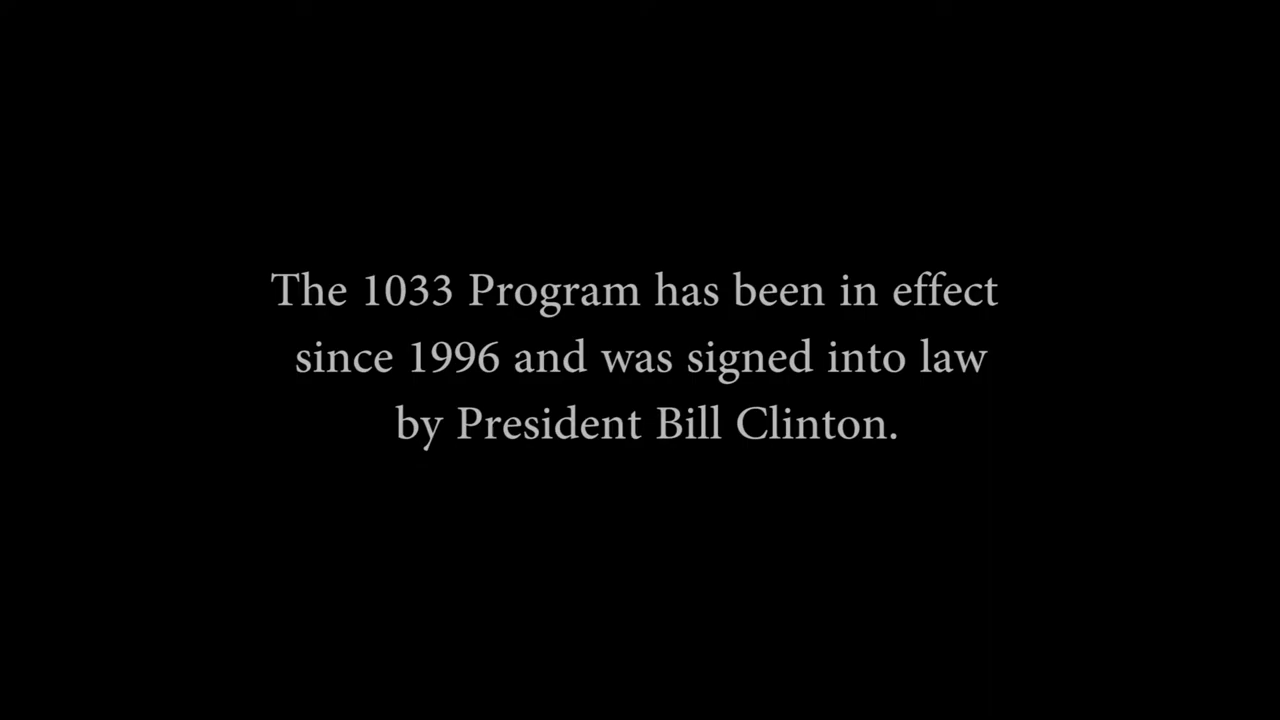 The 1033 Program has been in effect
since 1996 and was signed into law
by President Bill Clinton.